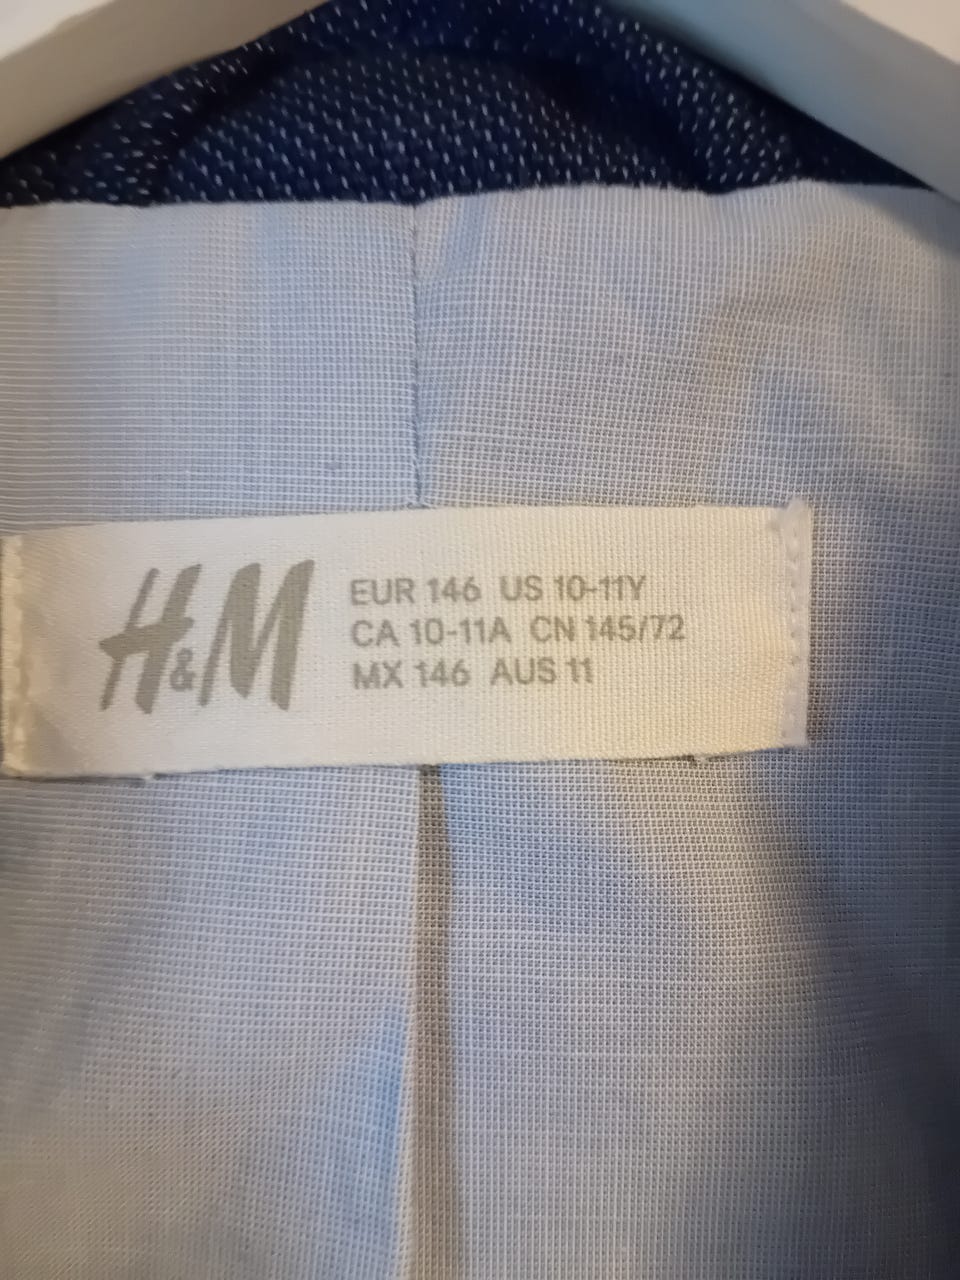 H&M
EUR 146 US 10-11Y
CA 10-11A CN 145/72
MX 146 AUS 11